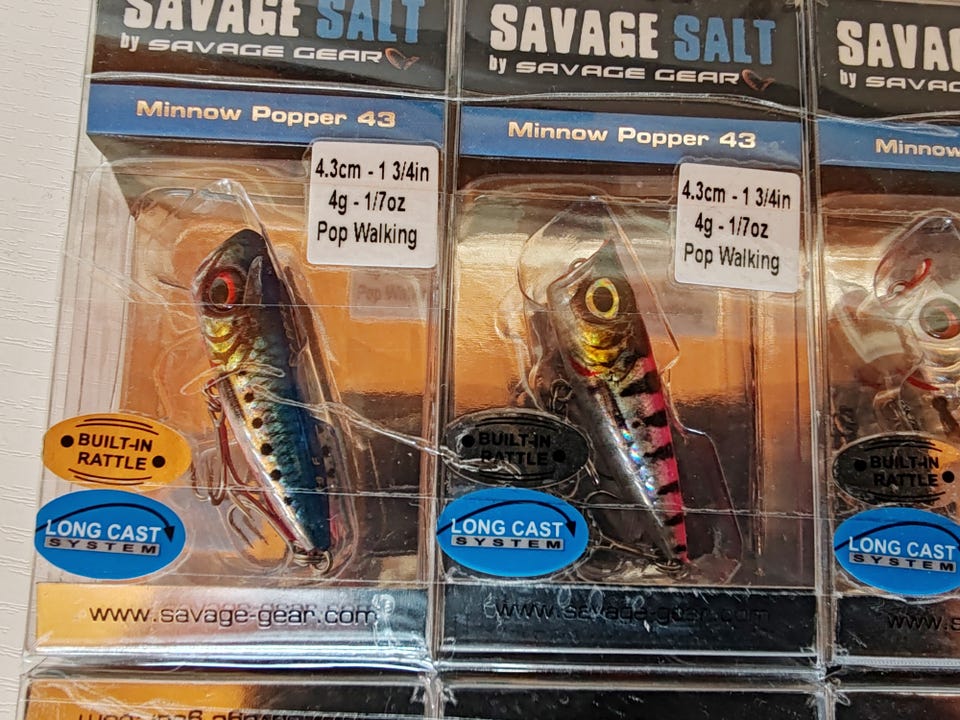 SAVAGE SALT
by SAVAGE GEAR
Minnow Popper 43
4.3cm - 1 3/4in
4g - 1/7oz
Pop Walking
BUILT-IN
RATTLE
LONG CAST
SYSTEM
www.savage-gear.com
SAVAGE SALT
by SAVAGE GEAR
Minnow Popper 43
4.3cm - 1 3/4in
4g - 1/7oz
Pop Walking
BUILT-IN
RATTLE
LONG CAST
SYSTEM
www.savage-gear.com
SAVA
by SAVAG
Minnow
BUILT-IN
RATTLE
LONG CAST
SYSTEM
www.s